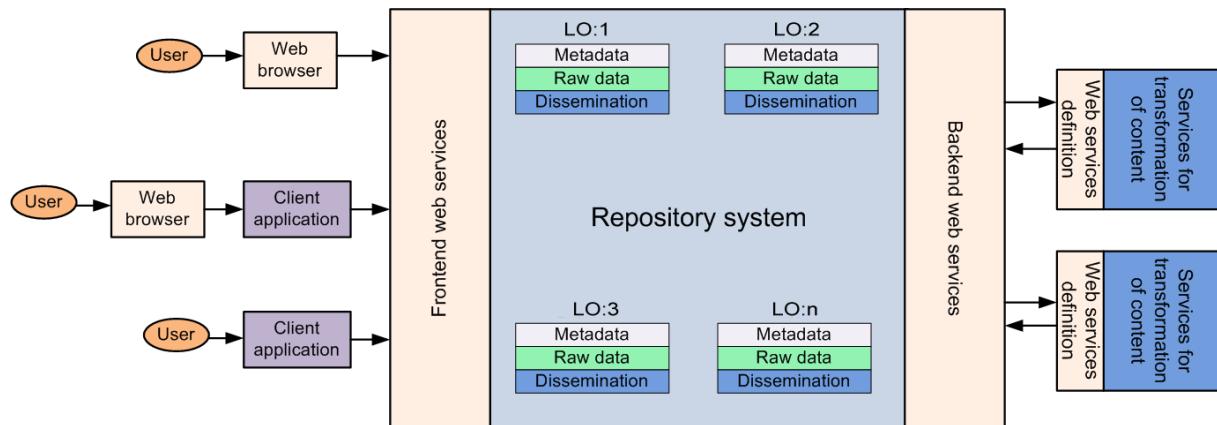 User
Web
browser
User
Web
browser
Client
application
User
Client
application
Frontend web services
LO:1
Metadata
Raw data
Dissemination
LO:2
Metadata
Raw data
Dissemination
Repository system
LO:3
Metadata
Raw data
Dissemination
LO:n
Metadata
Raw data
Dissemination
Backend web services
Web services
definition
Services for
transformation
of content
Web services
definition
Services for
transformation
of content